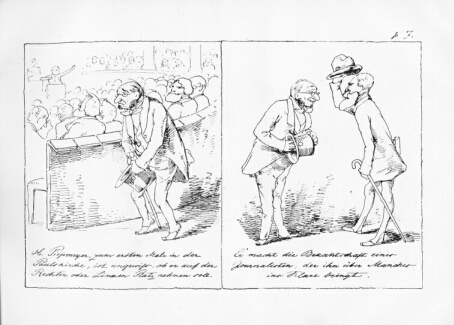 p 7.
H. Piepmeyer, zum ersten Male in der
Paulskirche, ist ungewiß, ob er auf der
Rechten oder Linken Platz nehmen soll.
Er macht die Bekanntschaft eines
Journalisten, der ihn über Manches
ins Klare bringt.